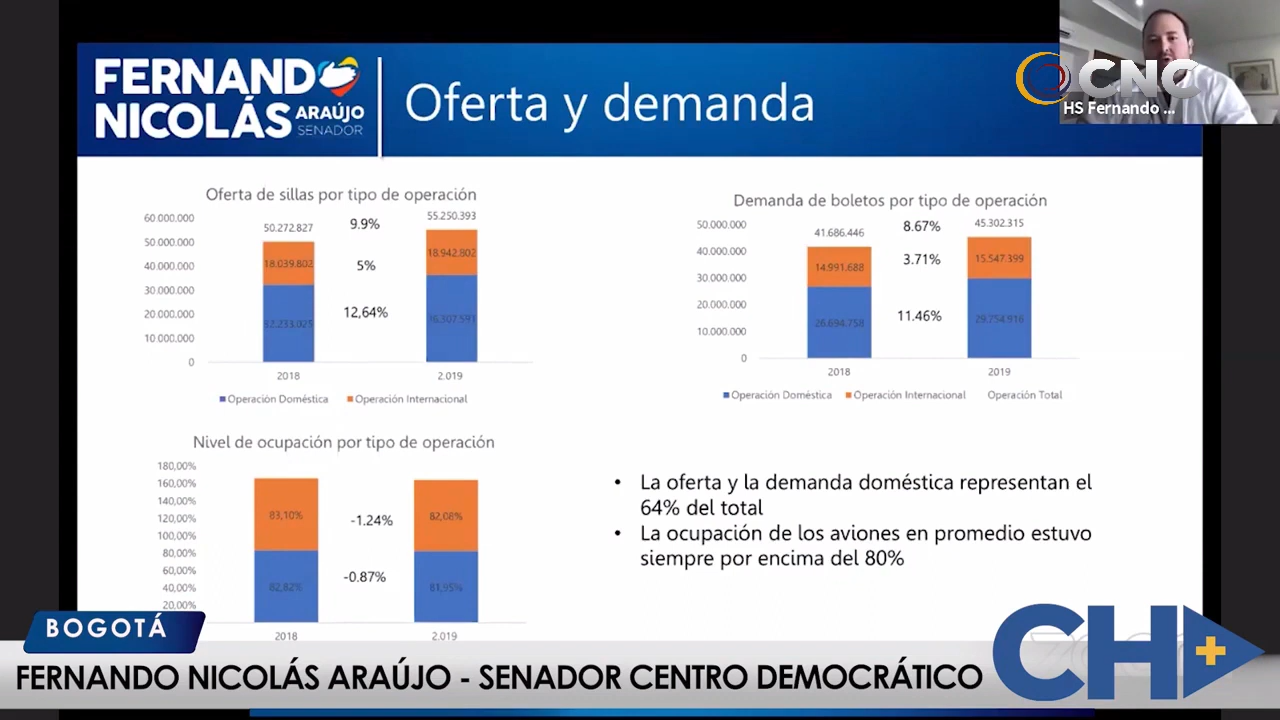 FERNANDO
NICOLÁS
ARAÚJO
SENADOR
Oferta y demanda
CNC
HS Fernando ...
Oferta de sillas por tipo de operación
60.000.000
50.000.000
40.000.000
30.000.000
20.000.000
10.000.000
0
50.272.827
9.9%
55.250.393
18.039.802
5%
18.942.802
32.233.025
12,64%
36.307.591
2018
2.019
Operación Doméstica
Operación Internacional
Demanda de boletos por tipo de operación
50.000.000
40.000.000
30.000.000
20.000.000
10.000.000
0
41.686.446
8.67%
45.302.315
14.991.688
3.71%
15.547.399
26.694.758
11.46%
29.754.916
2018
2019
Operación Doméstica
Operación Internacional
Operación Total
Nivel de ocupación por tipo de operación
180,00%
160,00%
140,00%
120,00%
100,00%
80,00%
60,00%
40,00%
20,00%
83,10%
-1.24%
82,08%
82,82%
-0.87%
81,95%
2018
2.019
• La oferta y la demanda doméstica representan el
64% del total
• La ocupación de los aviones en promedio estuvo
siempre por encima del 80%
BOGOTÁ
FERNANDO NICOLÁS ARAÚJO - SENADOR CENTRO DEMOCRÁTICO
CH+